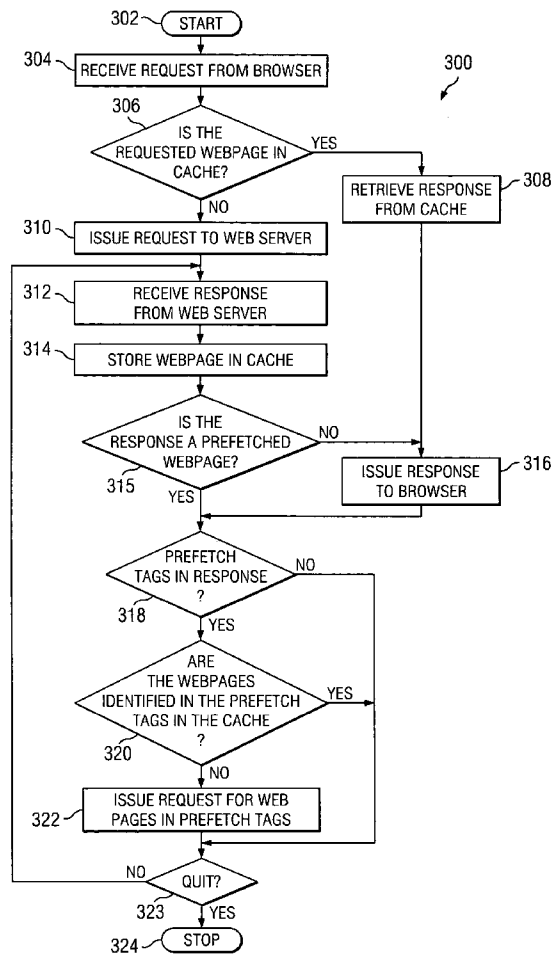 302
START
304
RECEIVE REQUEST FROM BROWSER
300
306
IS THE
REQUESTED WEBPAGE IN
CACHE?
YES
NO
308
RETRIEVE RESPONSE
FROM CACHE
310
ISSUE REQUEST TO WEB SERVER
312
RECEIVE RESPONSE
FROM WEB SERVER
314
STORE WEBPAGE IN CACHE
IS THE
RESPONSE A PREFETCHED
WEBPAGE?
NO
315
YES
316
ISSUE RESPONSE
TO BROWSER
PREFETCH
TAGS IN RESPONSE
?
NO
318
YES
ARE
THE WEBPAGES
IDENTIFIED IN THE PREFETCH
TAGS IN THE CACHE
?
YES
320
NO
322
ISSUE REQUEST FOR WEB
PAGES IN PREFETCH TAGS
NO
QUIT?
323
YES
324
STOP